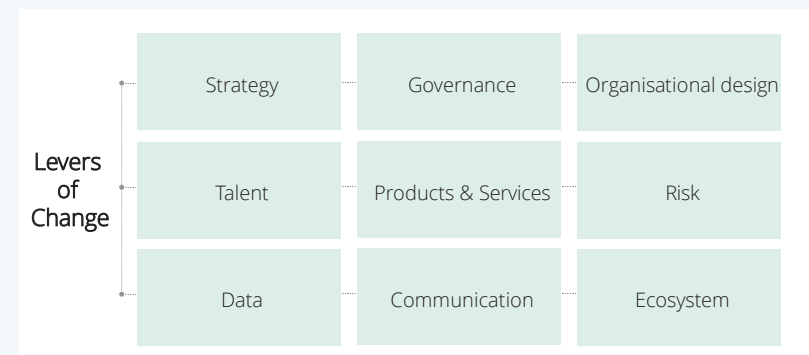 Strategy
Governance
Organisational design
Levers
of
Change
Talent
Products & Services
Risk
Data
Communication
Ecosystem